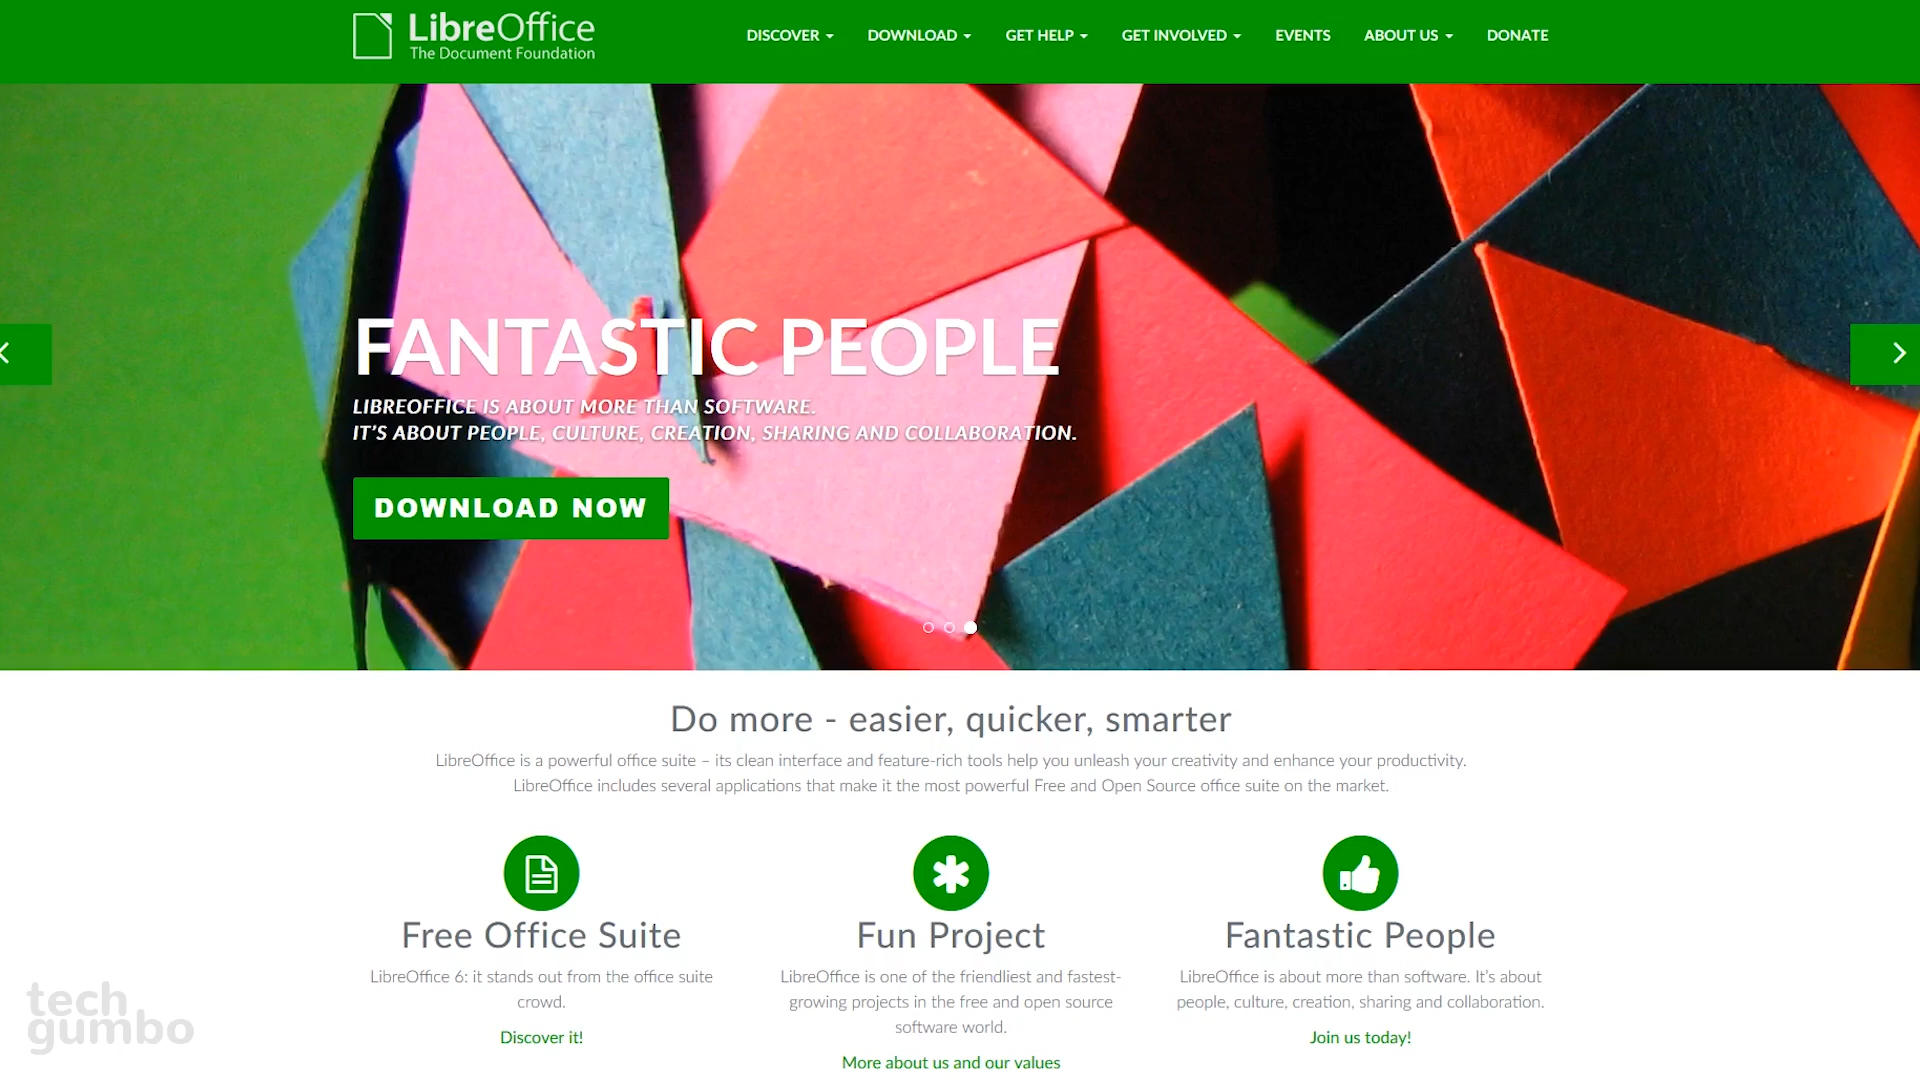 LibreOffice
The Document Foundation
DISCOVER
DOWNLOAD
GET HELP
GET INVOLVED
EVENTS
ABOUT US
DONATE
FANTASTIC PEOPLE
LIBREOFFICE IS ABOUT MORE THAN SOFTWARE.
IT'S ABOUT PEOPLE, CULTURE, CREATION, SHARING AND COLLABORATION.
DOWNLOAD NOW
Do more - easier, quicker, smarter
LibreOffice is a powerful office suite – its clean interface and feature-rich tools help you unleash your creativity and enhance your productivity.
LibreOffice includes several applications that make it the most powerful Free and Open Source office suite on the market.
Free Office Suite
LibreOffice 6: it stands out from the office suite
crowd.
Discover it!
Fun Project
LibreOffice is one of the friendliest and fastest-
growing projects in the free and open source
software world.
More about us and our values
Fantastic People
LibreOffice is about more than software. It's about
people, culture, creation, sharing and collaboration.
Join us today!
tech
gumbo